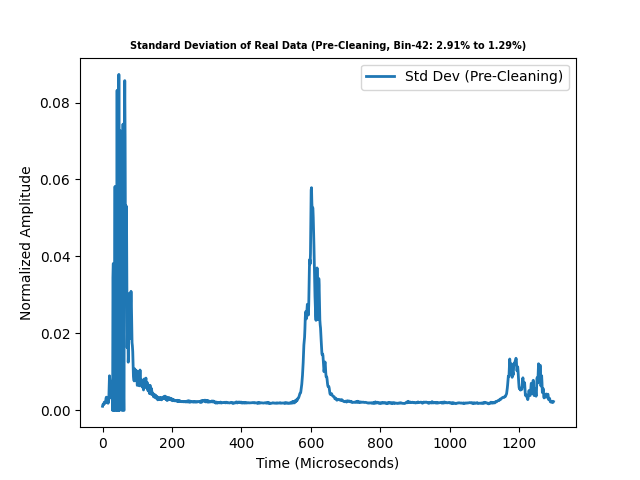 Standard Deviation of Real Data (Pre-Cleaning, Bin-42: 2.91% to 1.29%)
Std Dev (Pre-Cleaning)
Normalized Amplitude
0.08
0.06
0.04
0.02
0.00
0 200 400 600 800 1000 1200
Time (Microseconds)